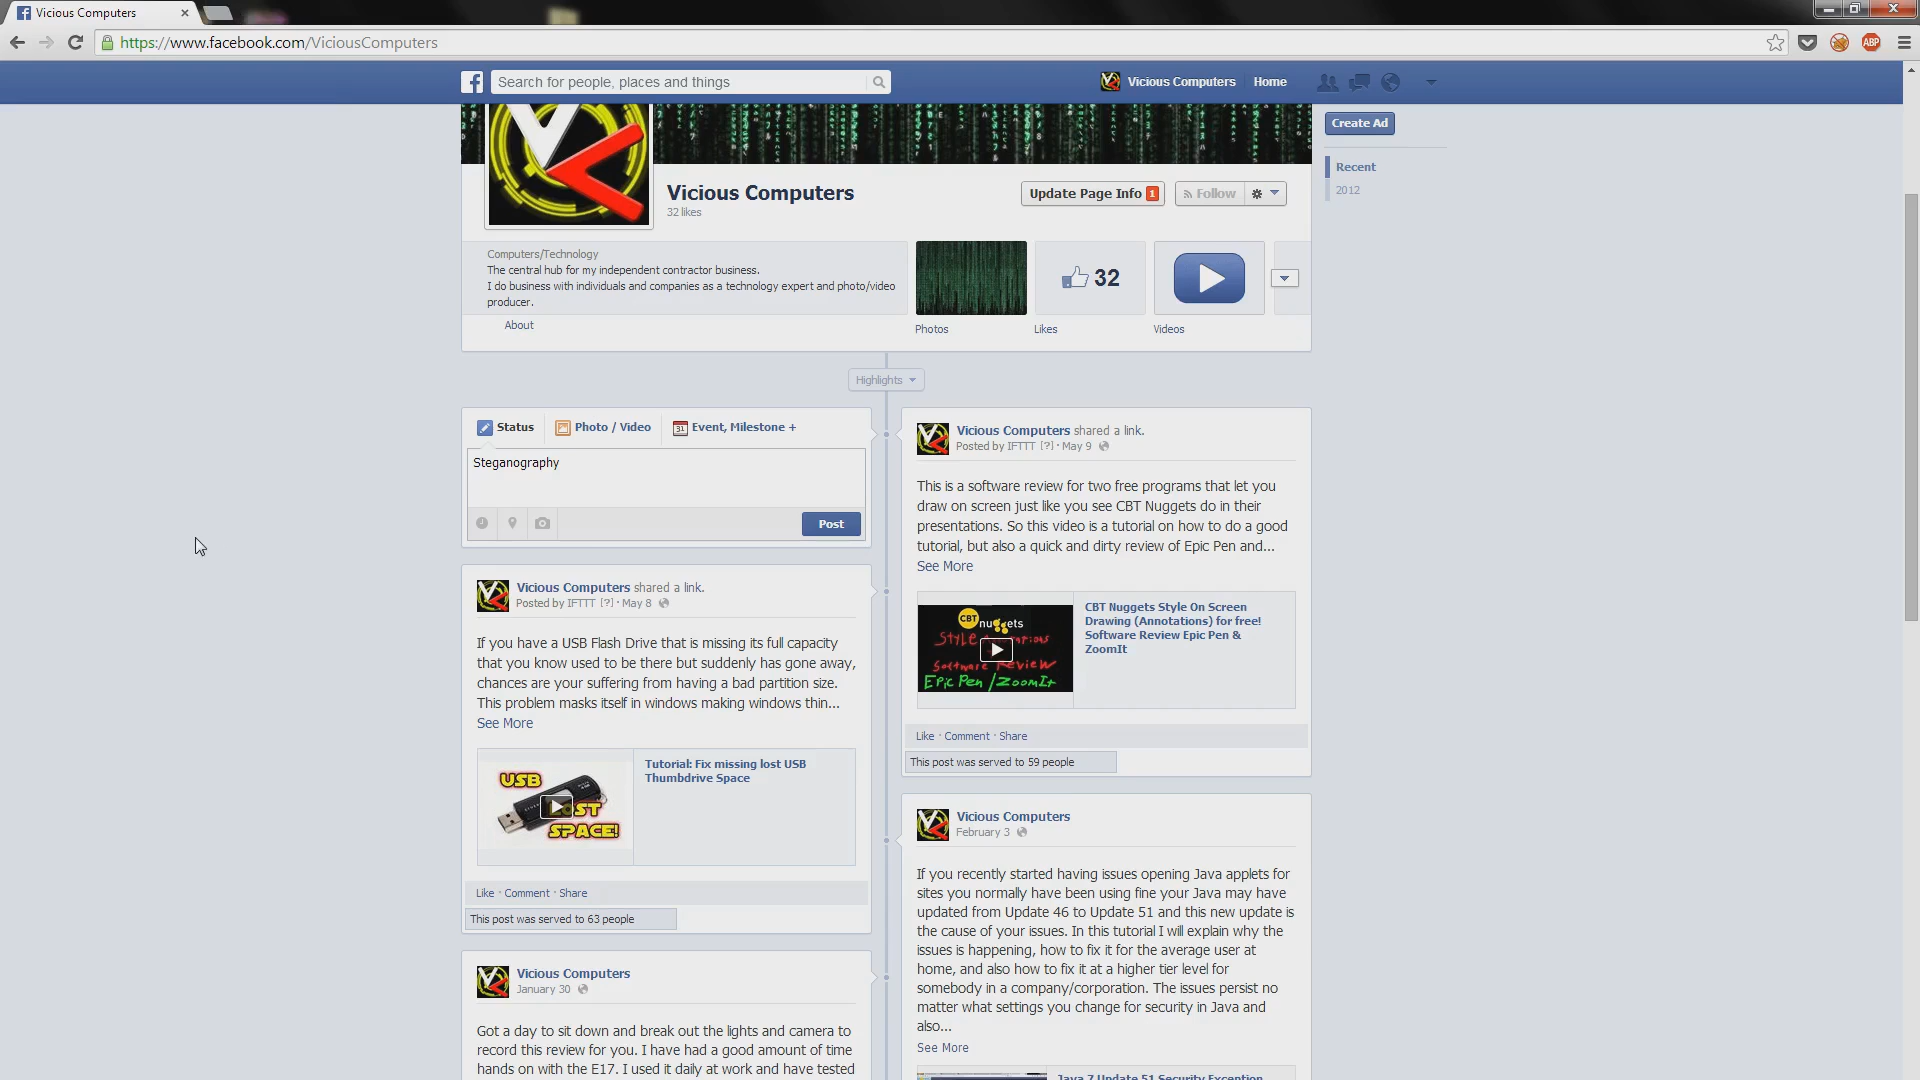 Vicious Computers
https://www.facebook.com/ViciousComputers
ABP
Search for people, places and things
Vicious Computers
Home
Create Ad
Recent
2012
Vicious Computers
32 likes
Update Page Info 1
Follow
Computers/Technology
The central hub for my independent contractor business.
I do business with individuals and companies as a technology expert and photo/video
producer.
About
Photos
32
Likes
Videos
Highlights
Status
Photo / Video
31 Event, Milestone +
Steganography
Post
Vicious Computers shared a link.
Posted by IFTTT [?] · May 9
This is a software review for two free programs that let you
draw on screen just like you see CBT Nuggets do in their
presentations. So this video is a tutorial on how to do a good
tutorial, but also a quick and dirty review of Epic Pen and...
See More
CBT
nuggets
Software Review
Epic Pen/ZoomIt
CBT Nuggets Style On Screen
Drawing (Annotations) for free!
Software Review Epic Pen &
ZoomIt
Like · Comment · Share
This post was served to 59 people
Vicious Computers shared a link.
Posted by IFTTT [?] · May 8
If you have a USB Flash Drive that is missing its full capacity
that you know used to be there but suddenly has gone away,
chances are your suffering from having a bad partition size.
This problem masks itself in windows making windows thin...
See More
USB
LOST
SPACE!
Tutorial: Fix missing lost USB
Thumbdrive Space
Like · Comment · Share
This post was served to 63 people
Vicious Computers
February 3
If you recently started having issues opening Java applets for
sites you normally have been using fine your Java may have
updated from Update 46 to Update 51 and this new update is
the cause of your issues. In this tutorial I will explain why the
issues is happening, how to fix it for the average user at
home, and also how to fix it at a higher tier level for
somebody in a company/corporation. The issues persist no
matter what settings you change for security in Java and
also...
See More
Java 7 Update 51 Security Exception
Vicious Computers
January 30
Got a day to sit down and break out the lights and camera to
record this review for you. I have had a good amount of time
hands on with the E17. I used it daily at work and have tested